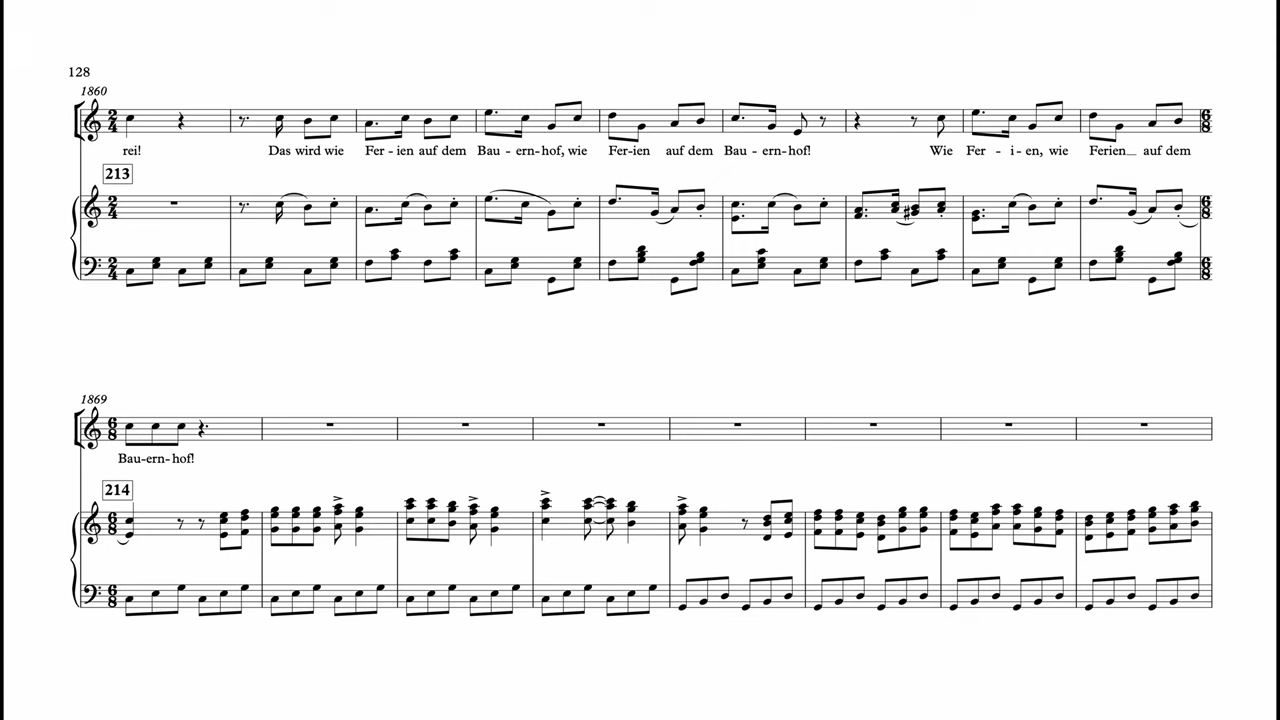 128
1860
rei! Das wird wie Fer - ien auf dem Bau - ern-hof, wie Fer-ien auf dem Bau - ern-hof! Wie Fer - i - en, wie Ferien_ auf dem
213
1869
Bau-ern-hof!
214